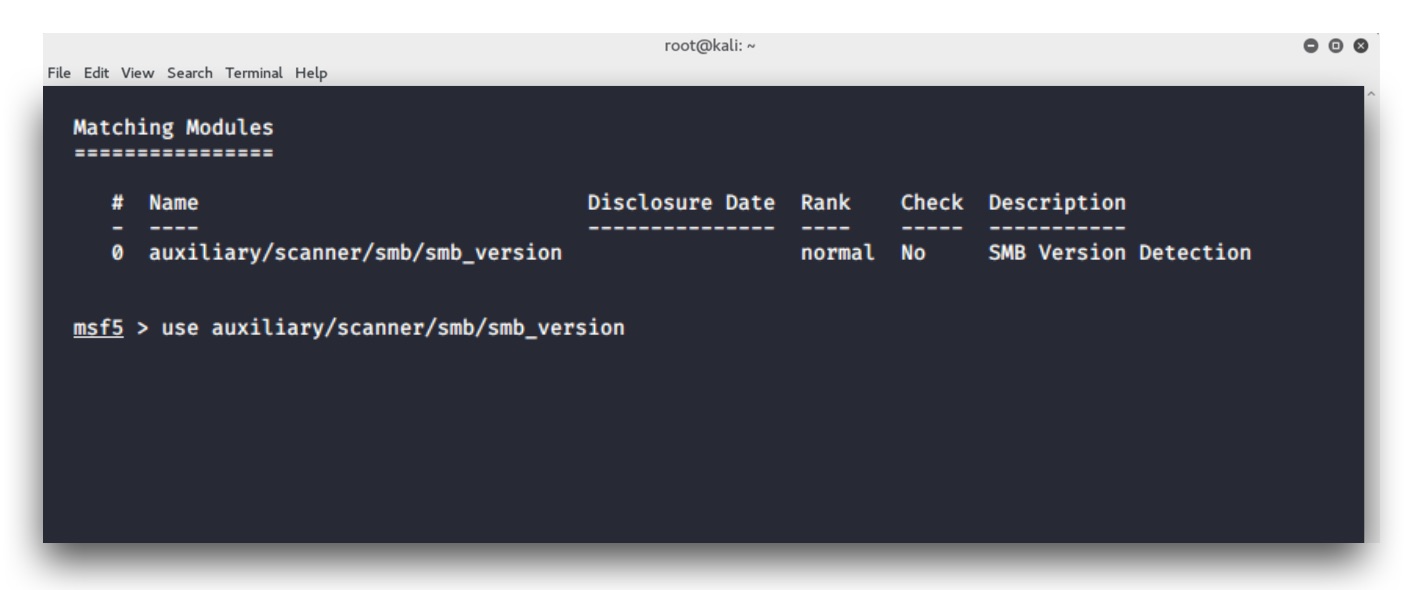 root@kali: ~
File Edit View Search Terminal Help
Matching Modules
================
# Name Disclosure Date Rank Check Description
- ---- --------------- ---- ----- -----------
0 auxiliary/scanner/smb/smb_version normal No SMB Version Detection
msf5 > use auxiliary/scanner/smb/smb_version